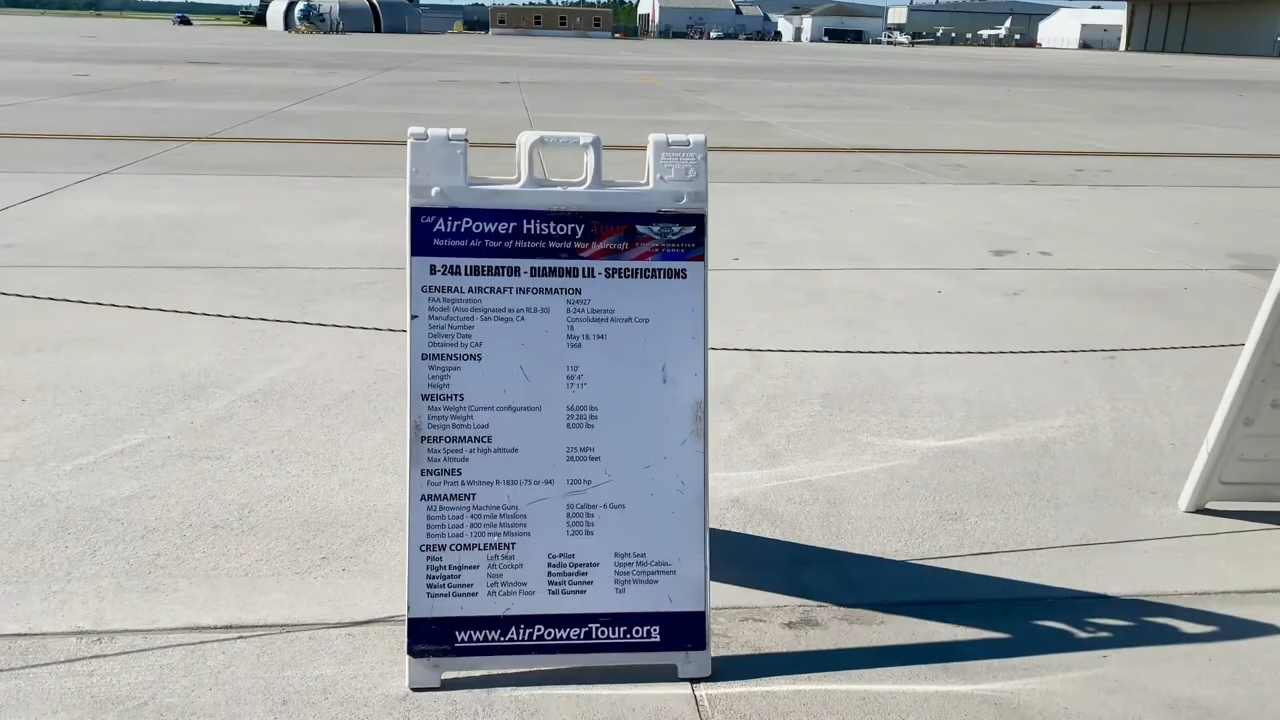 CAF AirPower History Tour
National Air Tour of Historic World War II Aircraft
COMMEMORATIVE AIR FORCE
B-24A LIBERATOR - DIAMOND LIL - SPECIFICATIONS
GENERAL AIRCRAFT INFORMATION
FAA Registration N24927
Model: (Also designated as an RLB-30) B-24A Liberator
Manufactured - San Diego, CA Consolidated Aircraft Corp
Serial Number 18
Delivery Date May 18, 1941
Obtained by CAF 1968
DIMENSIONS
Wingspan 110'
Length 66'4"
Height 17'11"
WEIGHTS
Max Weight (Current configuration) 56,000 lbs
Empty Weight 29,282 lbs
Design Bomb Load 8,000 lbs
PERFORMANCE
Max Speed - at high altitude 275 MPH
Max Altitude 28,000 feet
ENGINES
Four Pratt & Whitney R-1830 (-75 or -94) 1200 hp
ARMAMENT
M2 Browning Machine Guns 50 Caliber - 6 Guns
Bomb Load - 400 mile Missions 8,000 lbs
Bomb Load - 800 mile Missions 5,000 lbs
Bomb Load - 1200 mile Missions 1,200 lbs
CREW COMPLEMENT
Pilot Left Seat Co-Pilot Right Seat
Flight Engineer Aft Cockpit Radio Operator Upper Mid-Cabin
Navigator Nose Bombardier Nose Compartment
Waist Gunner Left Window Wasit Gunner Right Window
Tunnel Gunner Aft Cabin Floor Tail Gunner Tail
www.AirPowerTour.org